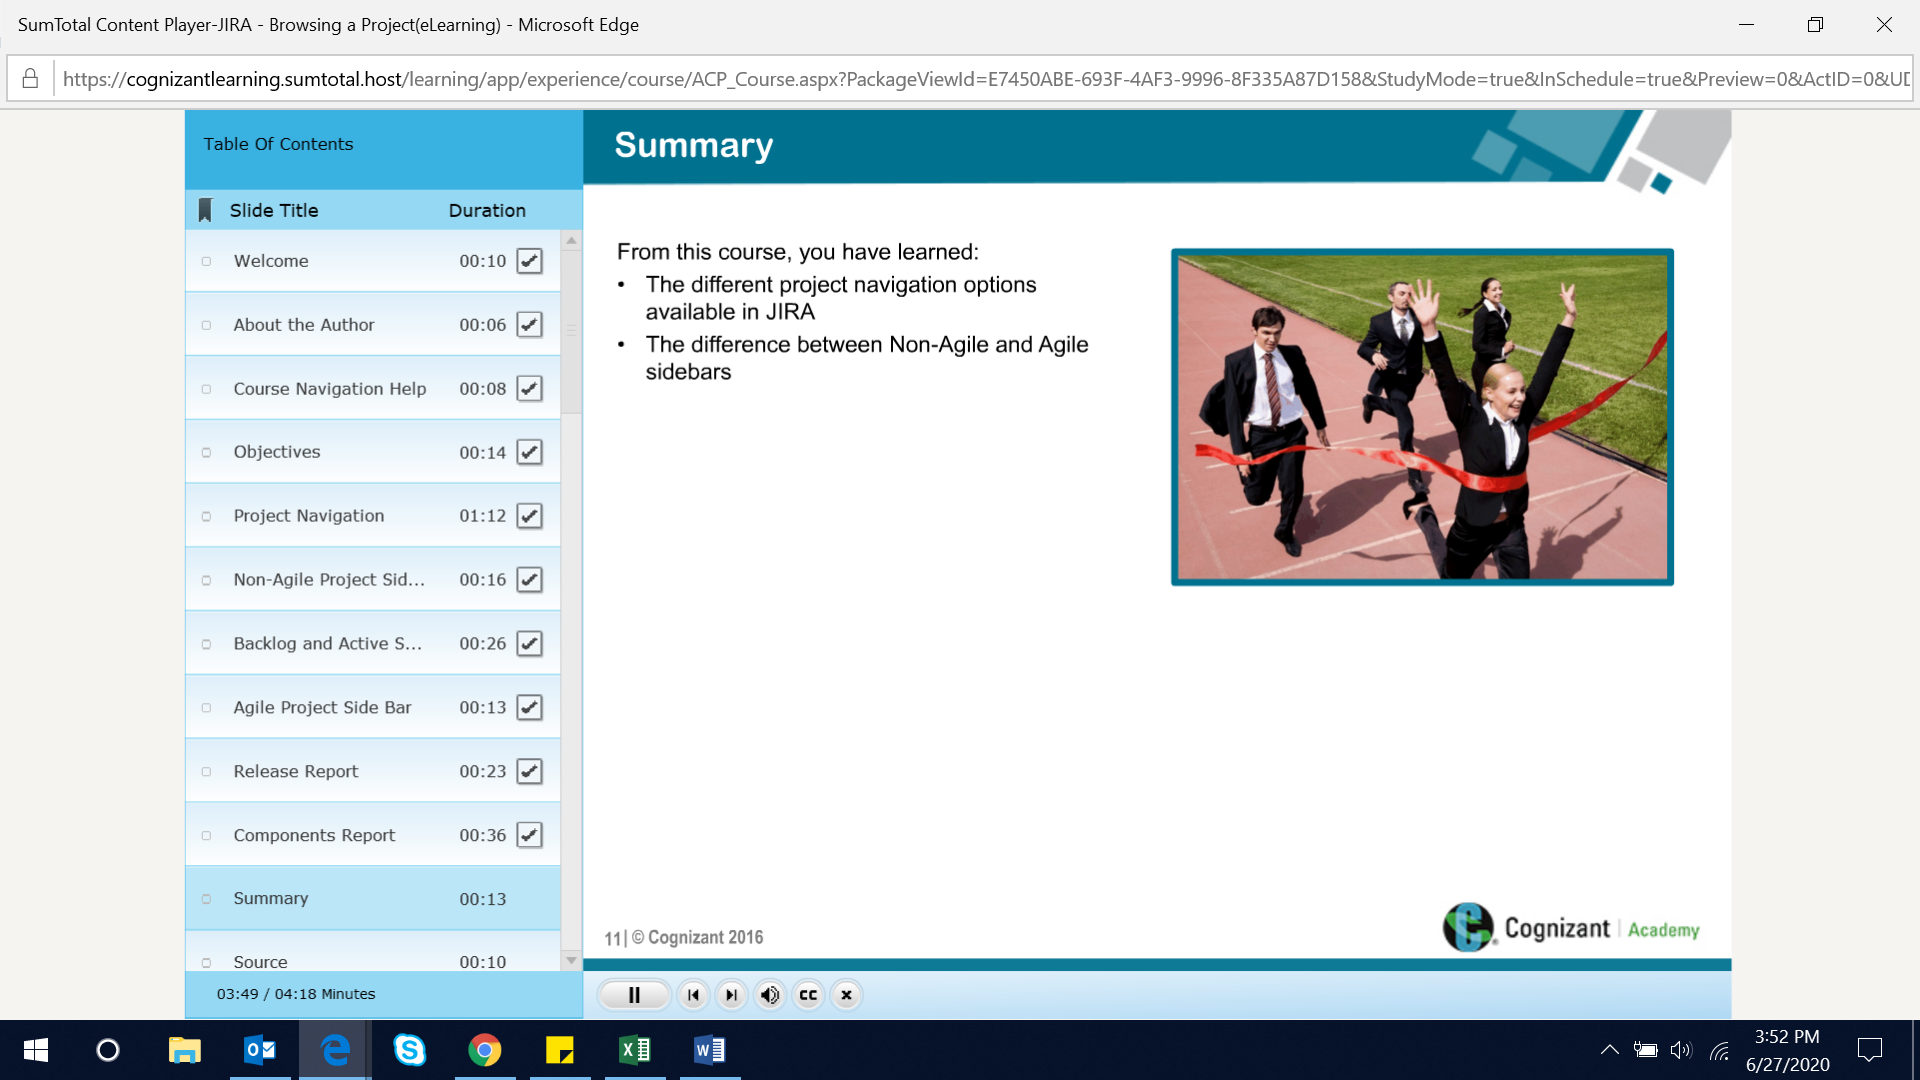 SumTotal Content Player-JIRA - Browsing a Project(eLearning) - Microsoft Edge
https://cognizantlearning.sumtotal.host/learning/app/experience/course/ACP_Course.aspx?PackageViewId=E7450ABE-693F-4AF3-9996-8F335A87D158&StudyMode=true&InSchedule=true&Preview=0&ActID=0&UD
Table Of Contents
Slide Title Duration
Welcome 00:10
About the Author 00:06
Course Navigation Help 00:08
Objectives 00:14
Project Navigation 01:12
Non-Agile Project Sid... 00:16
Backlog and Active S... 00:26
Agile Project Side Bar 00:13
Release Report 00:23
Components Report 00:36
Summary 00:13
Source 00:10
03:49 / 04:18 Minutes
Summary
From this course, you have learned:
• The different project navigation options
available in JIRA
• The difference between Non-Agile and Agile
sidebars
11| © Cognizant 2016
Cognizant | Academy
CC
3:52 PM
6/27/2020